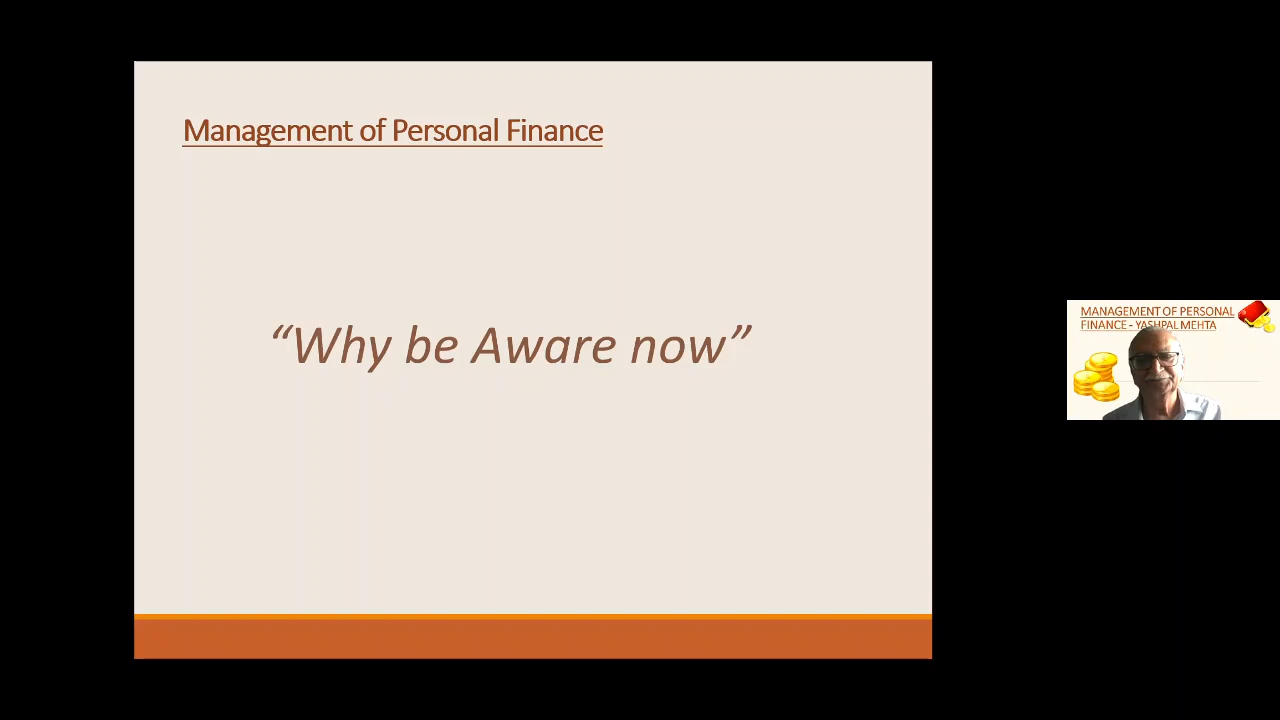 Management of Personal Finance
“Why be Aware now”
MANAGEMENT OF PERSONAL
FINANCE - YASHPAL MEHTA